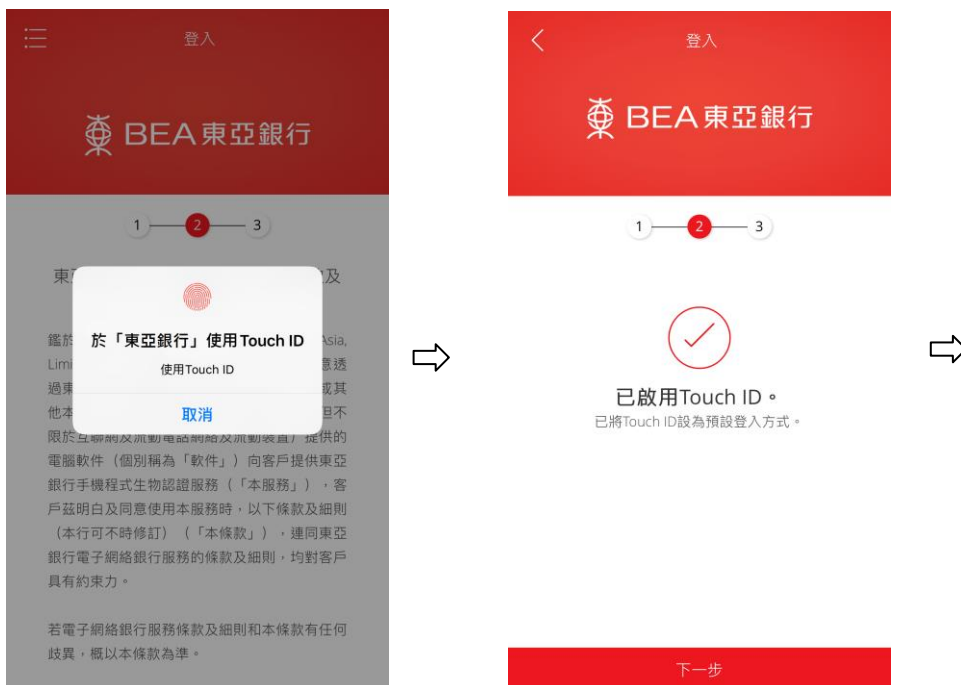 登入
BEA東亞銀行
1 2 3
東 及
於「東亞銀行」使用Touch ID
使用Touch ID
取消
鑑於 Asia,
Limi 意透
過東 或其
他本 但不
限於互聯網及流動電話網絡及流動裝置）提供的
電腦軟件（個別稱為「軟件」）向客戶提供東亞
銀行手機程式生物認證服務（「本服務」），客
戶茲明白及同意使用本服務時，以下條款及細則
（本行可不時修訂）（「本條款」），連同東亞
銀行電子網絡銀行服務的條款及細則，均對客戶
具有約束力。
若電子網絡銀行服務條款及細則和本條款有任何
歧異，概以本條款為準。
登入
BEA東亞銀行
1 2 3
已啟用Touch ID。
已將Touch ID設為預設登入方式。
下一步